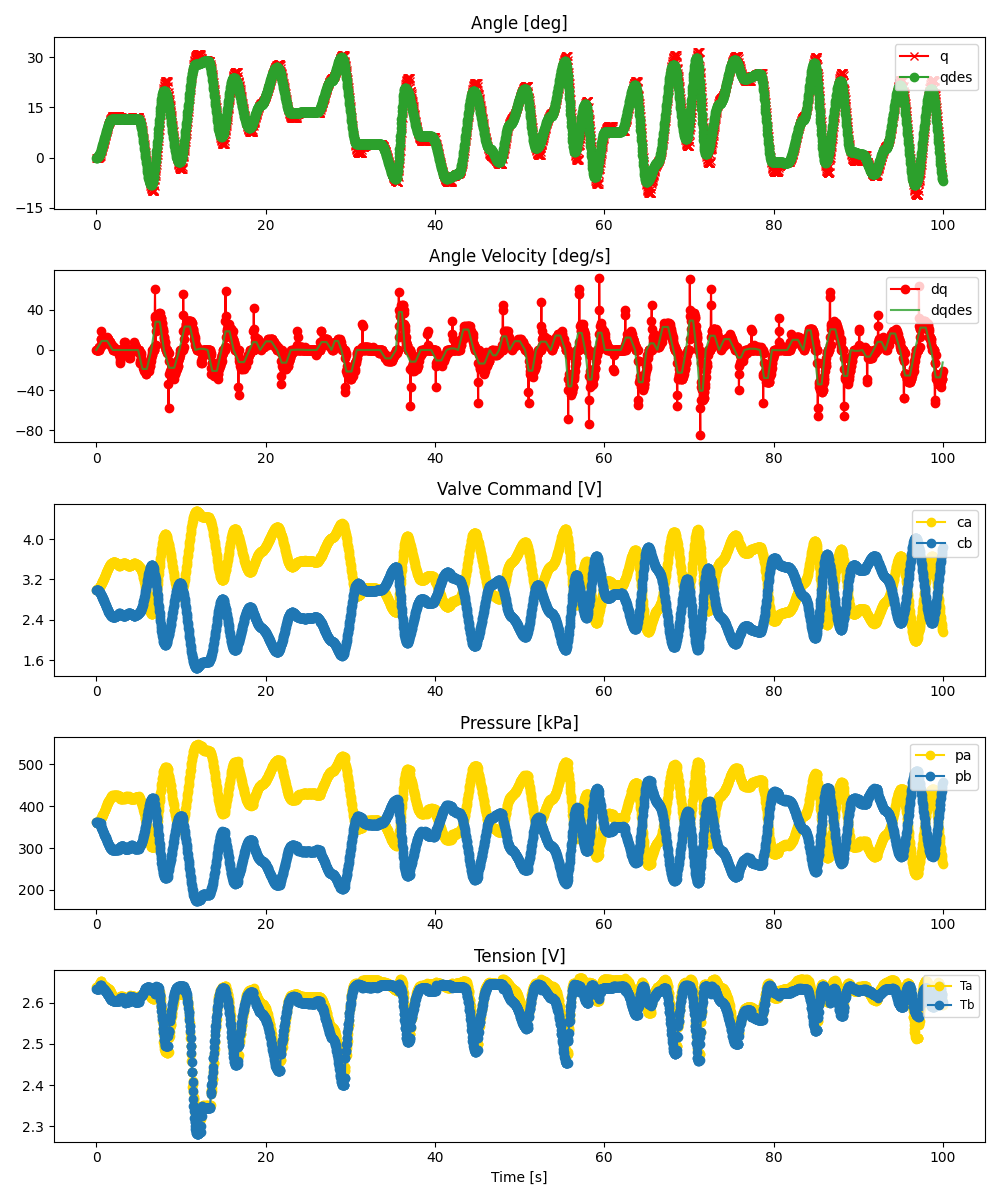 Angle [deg]
30
15
0
−15
q
qdes
0 20 40 60 80 100
Angle Velocity [deg/s]
40
0
−40
−80
dq
dqdes
0 20 40 60 80 100
Valve Command [V]
4.0
3.2
2.4
1.6
ca
cb
0 20 40 60 80 100
Pressure [kPa]
500
400
300
200
pa
pb
0 20 40 60 80 100
Tension [V]
2.6
2.5
2.4
2.3
Ta
Tb
0 20 40 60 80 100
Time [s]